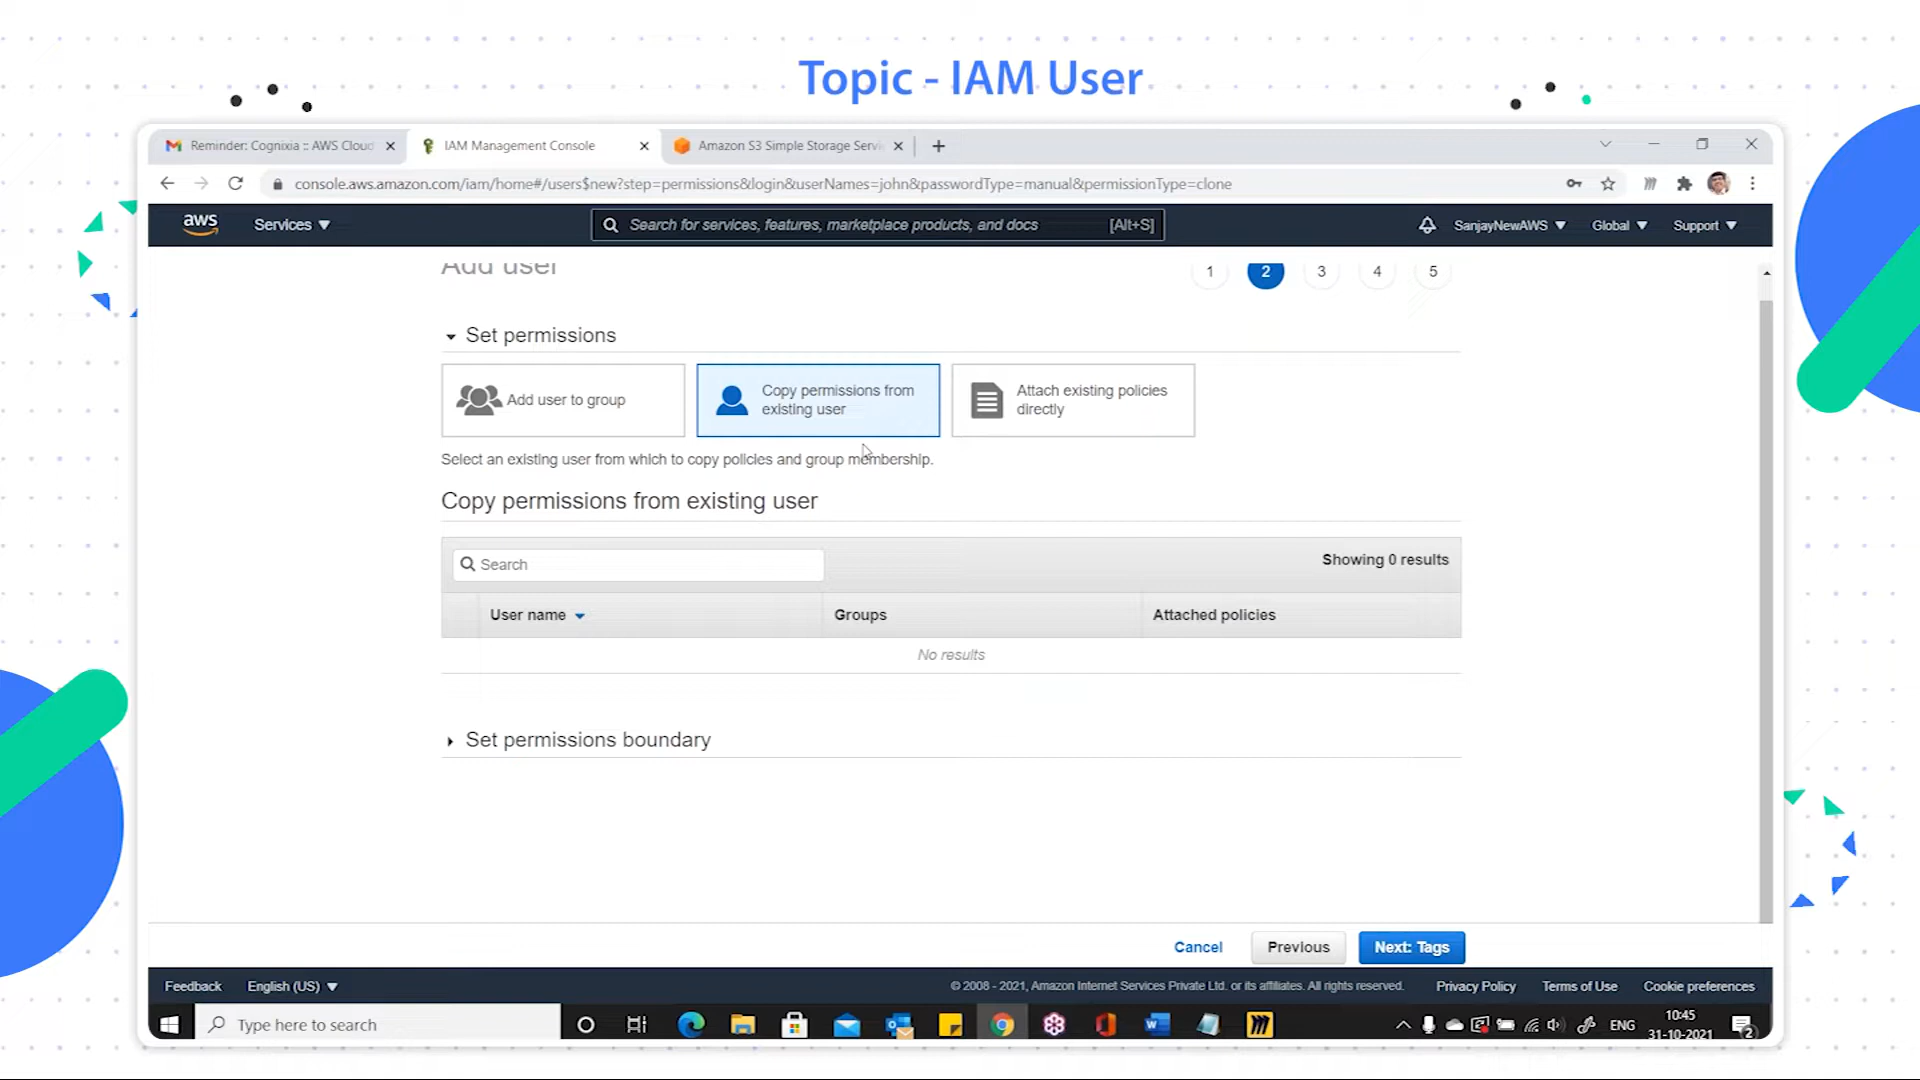 Topic - IAM User
Reminder: Cognixia :: AWS Cloud
IAM Management Console
Amazon S3 Simple Storage Servi
console.aws.amazon.com/iam/home#/users$new?step=permissions&login&userNames=john&passwordType=manual&permissionType=clone
aws
Services
Search for services, features, marketplace products, and docs
[Alt+S]
SanjayNewAWS
Global
Support
Add user
1
2
3
4
5
Set permissions
Add user to group
Copy permissions from
existing user
Attach existing policies
directly
Select an existing user from which to copy policies and group membership.
Copy permissions from existing user
Search
Showing 0 results
User name
Groups
Attached policies
No results
Set permissions boundary
Cancel
Previous
Next: Tags
Feedback
English (US)
© 2008 - 2021, Amazon Internet Services Private Ltd. or its affiliates. All rights reserved.
Privacy Policy
Terms of Use
Cookie preferences
Type here to search
ENG
10:45
31-10-2021
2